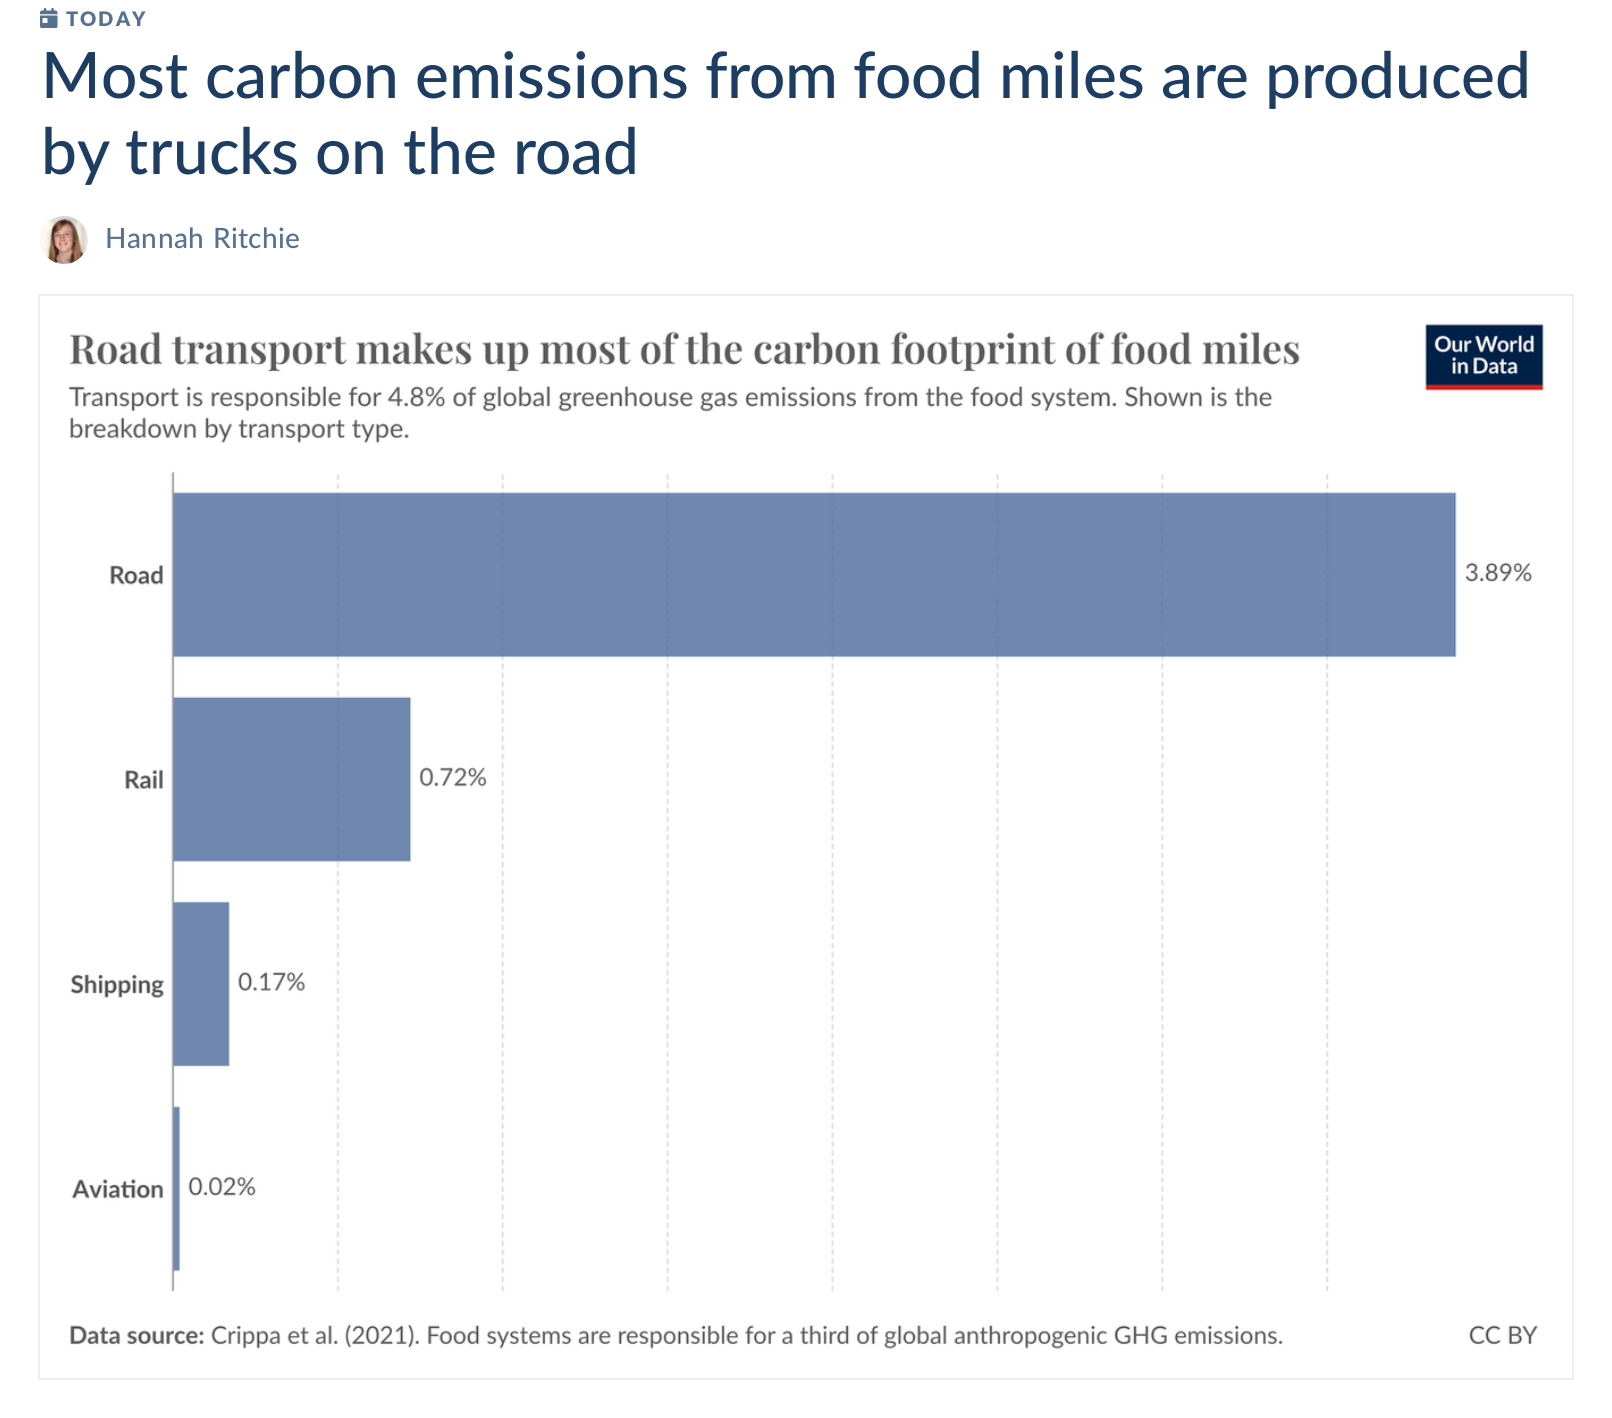 TODAY
Most carbon emissions from food miles are produced
by trucks on the road
Hannah Ritchie
Road transport makes up most of the carbon footprint of food miles
Our World
in Data
Transport is responsible for 4.8% of global greenhouse gas emissions from the food system. Shown is the
breakdown by transport type.
Road
3.89%
Rail
0.72%
Shipping
0.17%
Aviation
0.02%
Data source: Crippa et al. (2021). Food systems are responsible for a third of global anthropogenic GHG emissions.
CC BY